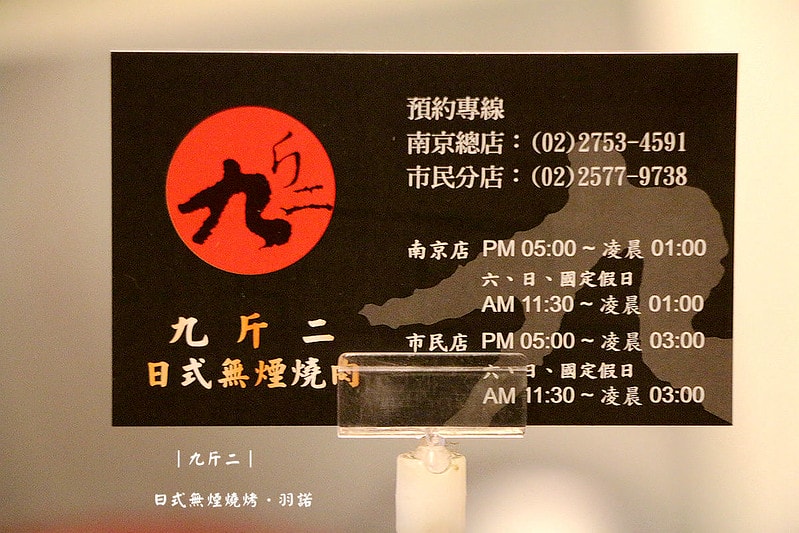 九斤二
九 斤 二
日式無煙燒肉
預約專線
南京總店：(02)2753-4591
市民分店：(02)2577-9738
南京店 PM 05:00 ~ 凌晨 01:00
六、日、國定假日
AM 11:30 ~ 凌晨 01:00
市民店 PM 05:00 ~ 凌晨 03:00
六、日、國定假日
AM 11:30 ~ 凌晨 03:00
｜九斤二｜
日式無煙燒烤・羽諾